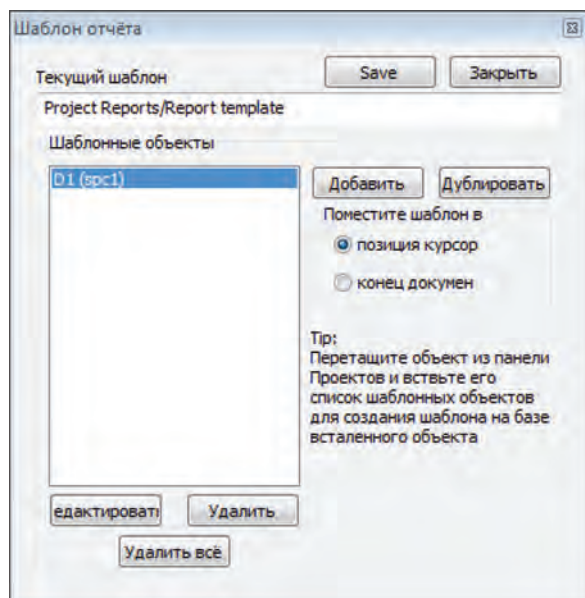 Шаблон отчёта
Текущий шаблон
Save
Закрыть
Project Reports/Report template
Шаблонные объекты
D1 (spc1)
Добавить
Дублировать
Поместите шаблон в
позиция курсор
конец докумен
Tip:
Перетащите объект из панели
Проектов и вствьте его
список шаблонных объектов
для создания шаблона на базе
всталенного объекта
едактироват
Удалить
Удалить всё